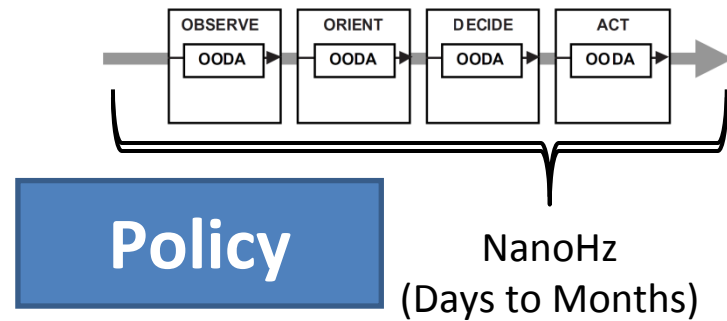 OBSERVE ORIENT DECIDE ACT
OODA OODA OODA OODA
Policy
NanoHz
(Days to Months)